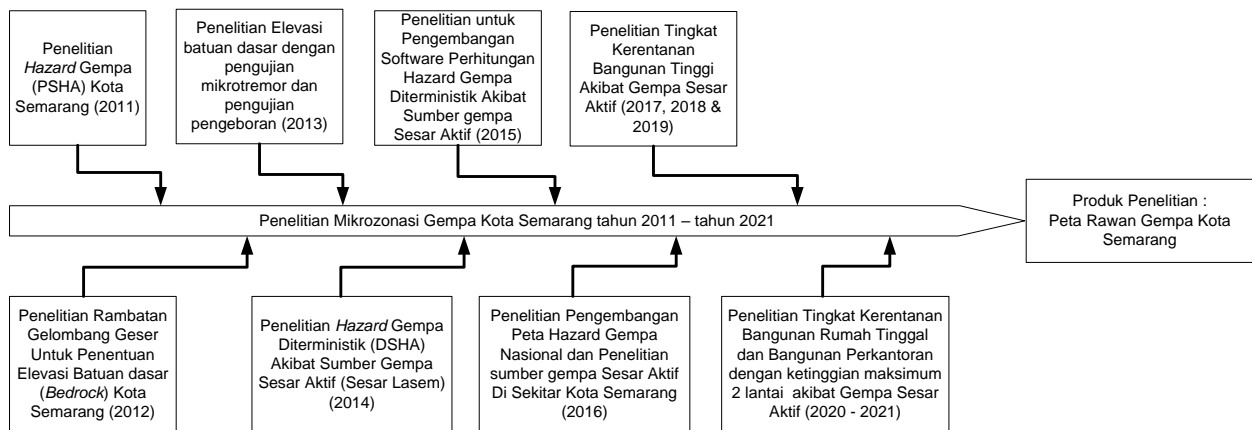 Penelitian
Hazard Gempa
(PSHA) Kota
Semarang (2011)
Penelitian Elevasi
batuan dasar dengan
pengujian
mikrotremor dan
pengujian
pengeboran (2013)
Penelitian untuk
Pengembangan
Software Perhitungan
Hazard Gempa
Diterministik Akibat
Sumber gempa
Sesar Aktif (2015)
Penelitian Tingkat
Kerentanan
Bangunan Tinggi
Akibat Gempa Sesar
Aktif (2017, 2018 &
2019)
Penelitian Mikrozonasi Gempa Kota Semarang tahun 2011 – tahun 2021
Produk Penelitian :
Peta Rawan Gempa Kota
Semarang
Penelitian Rambatan
Gelombang Geser
Untuk Penentuan
Elevasi Batuan dasar
(Bedrock) Kota
Semarang (2012)
Penelitian Hazard Gempa
Diterministik (DSHA)
Akibat Sumber Gempa
Sesar Aktif (Sesar Lasem)
(2014)
Penelitian Pengembangan
Peta Hazard Gempa
Nasional dan Penelitian
sumber gempa Sesar Aktif
Di Sekitar Kota Semarang
(2016)
Penelitian Tingkat Kerentanan
Bangunan Rumah Tinggal
dan Bangunan Perkantoran
dengan ketinggian maksimum
2 lantai akibat Gempa Sesar
Aktif (2020 - 2021)